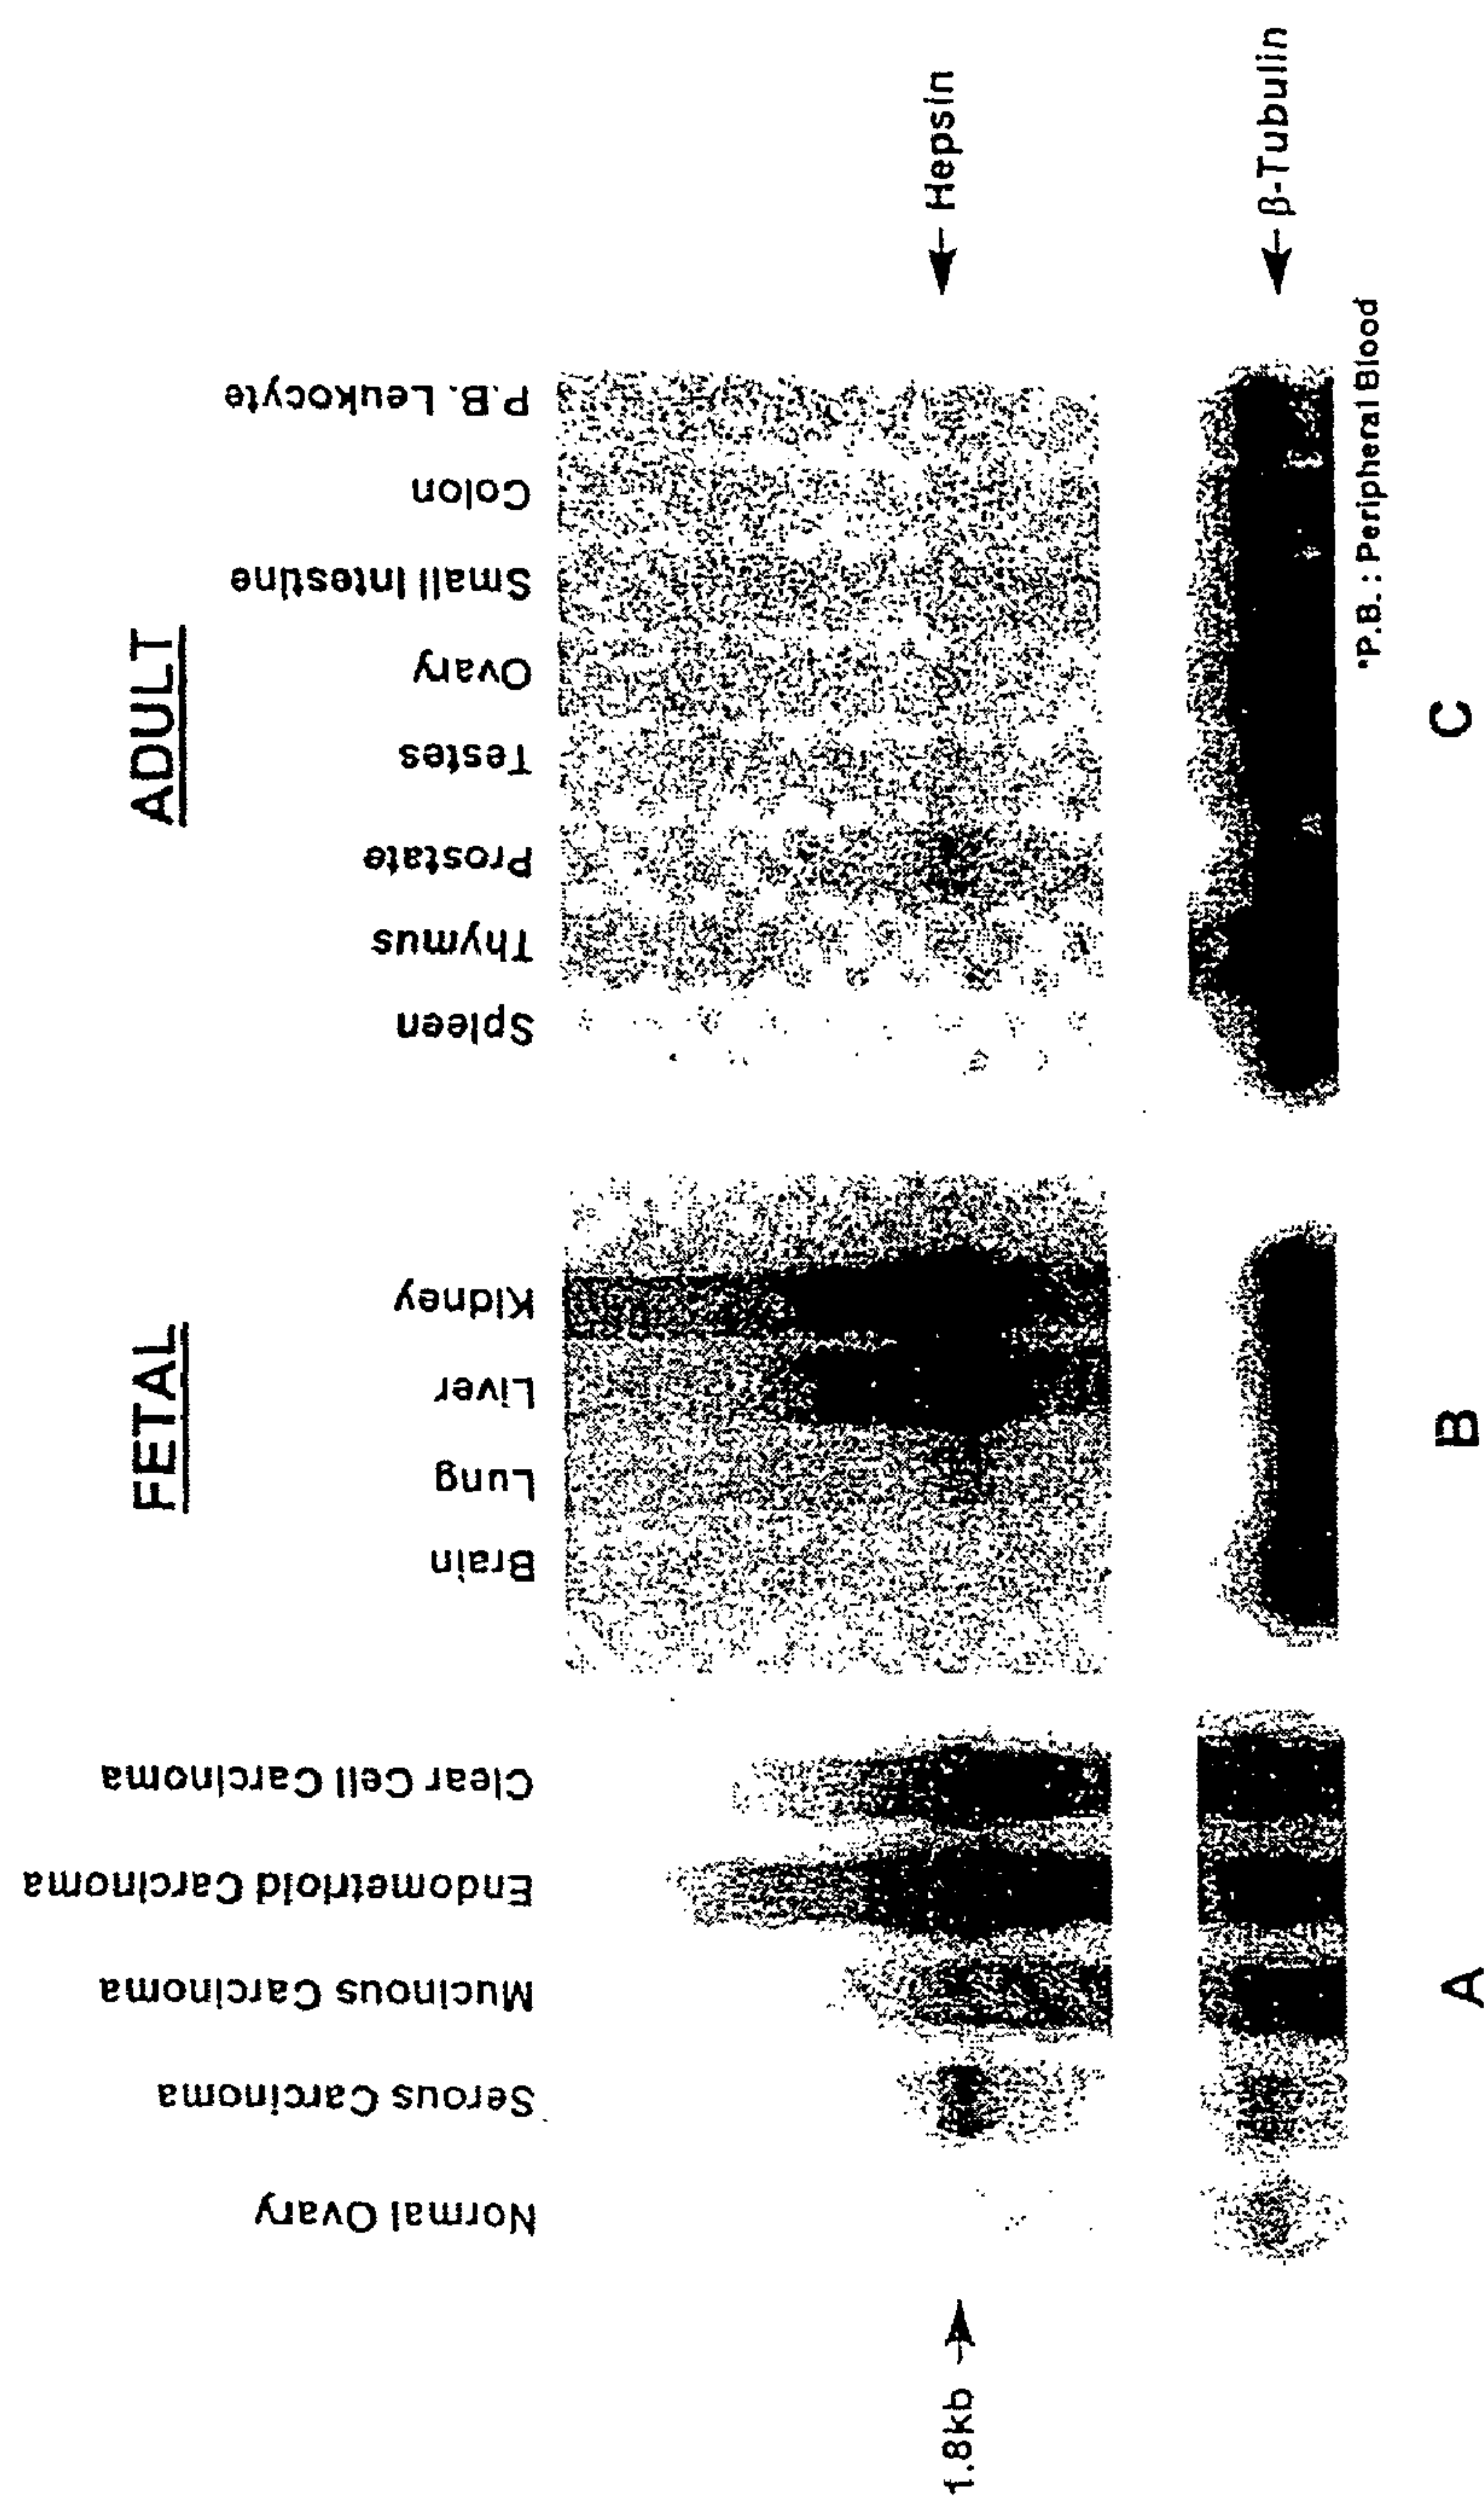 FETAL
ADULT
Normal Ovary
Serous Carcinoma
Mucinous Carcinoma
Endometrioid Carcinoma
Clear Cell Carcinoma
Brain
Lung
Liver
Kidney
Spleen
Thymus
Prostate
Testes
Ovary
Small Intestine
Colon
P.B. Leukocyte
1.8kb →
← Hepsin
← β-Tubulin
*P.B. : Peripheral Blood
A
B
C